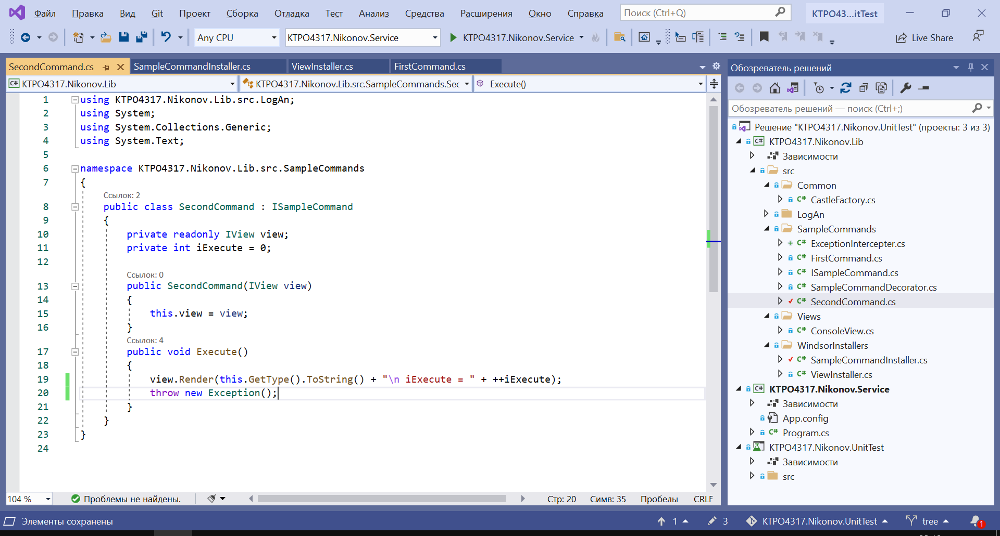 Файл Правка Вид Git Проект Сборка Отладка Тест Анализ Средства Расширения Окно Справка Поиск (Ctrl+Q) КТРО43...itTest
Any CPU KTPO4317.Nikonov.Service KTPO4317.Nikonov.Service Live Share
SecondCommand.cs SampleCommandInstaller.cs ViewInstaller.cs FirstCommand.cs
C# KTPO4317.Nikonov.Lib KTPO4317.Nikonov.Lib.src.SampleCommands.Sec Execute()
1 using KTPO4317.Nikonov.Lib.src.LogAn;
2 using System;
3 using System.Collections.Generic;
4 using System.Text;
5
6 namespace KTPO4317.Nikonov.Lib.src.SampleCommands
7 {
Ссылок: 2
8 public class SecondCommand : ISampleCommand
9 {
10 private readonly IView view;
11 private int iExecute = 0;
12
Ссылок: 0
13 public SecondCommand(IView view)
14 {
15 this.view = view;
16 }
Ссылок: 4
17 public void Execute()
18 {
19 view.Render(this.GetType().ToString() + "\n iExecute = " + ++iExecute);
20 throw new Exception();
21 }
22 }
23 }
24
104 % Проблемы не найдены. Стр: 20 Симв: 35 Пробелы CRLF
Обозреватель решений
Обозреватель решений — поиск (Ctrl+;)
Решение "KTPO4317.Nikonov.UnitTest" (проекты: 3 из 3)
C# KTPO4317.Nikonov.Lib
Зависимости
src
Common
C# CastleFactory.cs
LogAn
SampleCommands
C# ExceptionIntercepter.cs
C# FirstCommand.cs
C# ISampleCommand.cs
C# SampleCommandDecorator.cs
C# SecondCommand.cs
Views
C# ConsoleView.cs
WindsorInstallers
C# SampleCommandInstaller.cs
C# ViewInstaller.cs
C# KTPO4317.Nikonov.Service
Зависимости
App.config
C# Program.cs
KTPO4317.Nikonov.UnitTest
Зависимости
src
Элементы сохранены 1 3 KTPO4317.Nikonov.UnitTest tree 1